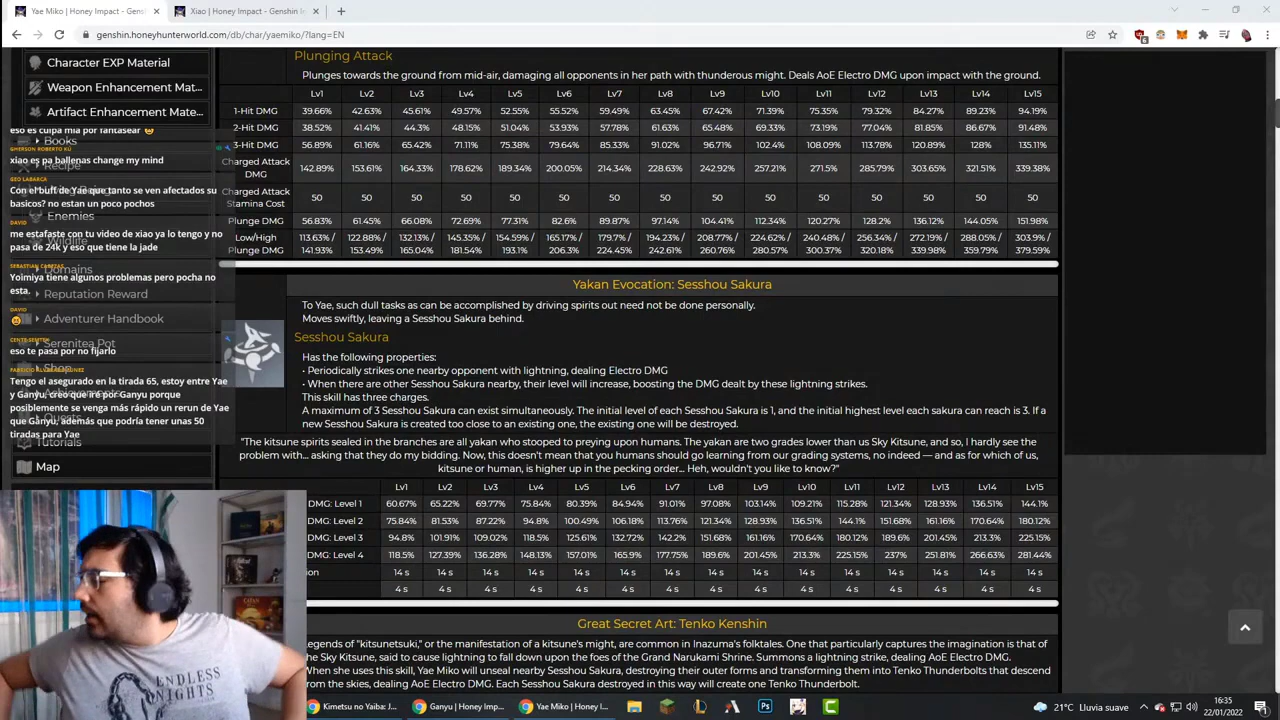 Yae Miko | Honey Impact - Gensl
Xiao | Honey Impact - Genshin I
genshin.honeyhunterworld.com/db/char/yaemiko/?lang=EN
Character EXP Material
Weapon Enhancement Mat...
Artifact Enhancement Mate...
eso es culpa mia por fantasear
Books
GHERSON ROBERTO KÜ
xiao es pa ballenas change my mind
Recipe
GEO LABARCA
Con el buff de Yae que tanto se ven afectados su
basicos? no estan un poco pochos
Enemies
DAVID
me estafaste con tu video de xiao ya lo tengo y no
pasa de 24k y eso que tiene la jade
Wildlife
SEBASTIAN CABEZAS
Domains
Yoimiya tiene algunos problemas pero pocha no
esta.
Reputation Reward
DAVID
Adventurer Handbook
Serenitea Pot
eso te pasa por no fijarlo
Shop
Tengo el asegurado en la tirada 65, estoy entre Yae
y Ganyu, creo que iré por Ganyu porque
posiblemente se venga más rápido un rerun de Yae
que Ganyu, además que podría tener unas 50
tiradas para Yae
Quests
Tutorials
Map
Plunging Attack
Plunges towards the ground from mid-air, damaging all opponents in her path with thunderous might. Deals AoE Electro DMG upon impact with the ground.
Lv1 Lv2 Lv3 Lv4 Lv5 Lv6 Lv7 Lv8 Lv9 Lv10 Lv11 Lv12 Lv13 Lv14 Lv15
1-Hit DMG 39.66% 42.63% 45.61% 49.57% 52.55% 55.52% 59.49% 63.45% 67.42% 71.39% 75.35% 79.32% 84.27% 89.23% 94.19%
2-Hit DMG 38.52% 41.41% 44.3% 48.15% 51.04% 53.93% 57.78% 61.63% 65.48% 69.33% 73.19% 77.04% 81.85% 86.67% 91.48%
3-Hit DMG 56.89% 61.16% 65.42% 71.11% 75.38% 79.64% 85.33% 91.02% 96.71% 102.4% 108.09% 113.78% 120.89% 128% 135.11%
Charged Attack DMG 142.89% 153.61% 164.33% 178.62% 189.34% 200.05% 214.34% 228.63% 242.92% 257.21% 271.5% 285.79% 303.65% 321.51% 339.38%
Charged Attack Stamina Cost 50 50 50 50 50 50 50 50 50 50 50 50 50 50 50
Plunge DMG 56.83% 61.45% 66.08% 7.69% 77.31% 82.6% 89.87% 97.14% 104.41% 112.34% 120.27% 128.2% 136.12% 144.05% 151.98%
Low/High 113.63% / 122.88% / 132.13% / 145.35% / 154.59% / 165.17% / 179.7% / 194.23% / 208.77% / 224.62% / 240.48% / 256.34% / 272.19% / 288.05% / 303.9% /
Plunge DMG 141.93% 153.49% 165.04% 181.54% 193.1% 206.3% 224.45% 242.61% 260.76% 280.57% 300.37% 320.18% 339.98% 359.79% 379.59%
Yakan Evocation: Sesshou Sakura
To Yae, such dull tasks as can be accomplished by driving spirits out need not be done personally.
Moves swiftly, leaving a Sesshou Sakura behind.
Sesshou Sakura
Has the following properties:
• Periodically strikes one nearby opponent with lightning, dealing Electro DMG
• When there are other Sesshou Sakura nearby, their level will increase, boosting the DMG dealt by these lightning strikes.
This skill has three charges.
A maximum of 3 Sesshou Sakura can exist simultaneously. The initial level of each Sesshou Sakura is 1, and the initial highest level each sakura can reach is 3. If a
new Sesshou Sakura is created too close to an existing one, the existing one will be destroyed.
"The kitsune spirits sealed in the branches are all yakan who stooped to preying upon humans. The yakan are two grades lower than us Sky Kitsune, and so, I hardly see the
problem with... asking that they do my bidding. Now, this doesn't mean that you humans should go learning from our grading systems, no indeed — and as for which of us,
kitsune or human, is higher up in the pecking order... Heh, wouldn't you like to know?"
Lv1 Lv2 Lv3 Lv4 Lv5 Lv6 Lv7 Lv8 Lv9 Lv10 Lv11 Lv12 Lv13 Lv14 Lv15
DMG: Level 1 60.67% 65.22% 69.77% 75.84% 80.39% 84.94% 91.01% 97.08% 103.14% 109.21% 115.28% 121.34% 128.93% 136.51% 144.1%
DMG: Level 2 75.84% 81.53% 87.22% 94.8% 100.49% 106.18% 113.76% 121.34% 128.93% 136.51% 144.1% 151.68% 161.16% 170.64% 180.12%
DMG: Level 3 94.8% 101.91% 109.02% 118.5% 125.61% 132.72% 142.2% 151.68% 161.16% 170.64% 180.12% 189.6% 201.45% 213.3% 225.15%
DMG: Level 4 118.5% 127.39% 136.28% 148.13% 157.01% 165.9% 177.75% 189.6% 201.45% 213.3% 225.15% 237% 251.81% 266.63% 281.44%
ion 14 s 14 s 14 s 14 s 14 s 14 s 14 s 14 s 14 s 14 s 14 s 14 s 14 s 14 s 14 s
4 s 4 s 4 s 4 s 4 s 4 s 4 s 4 s 4 s 4 s 4 s 4 s 4 s 4 s 4 s
Great Secret Art: Tenko Kenshin
egends of "kitsunetsuki," or the manifestation of a kitsune's might, are common in Inazuma's folktales. One that particularly captures the imagination is that of
he Sky Kitsune, said to cause lightning to fall down upon the foes of the Grand Narukami Shrine. Summons a lightning strike, dealing AoE Electro DMG.
When she uses this skill, Yae Miko will unseal nearby Sesshou Sakura, destroying their outer forms and transforming them into Tenko Thunderbolts that descend
rom the skies, dealing AoE Electro DMG. Each Sesshou Sakura destroyed in this way will create one Tenko Thunderbolt.
ENDLESS
Kimetsu no Yaiba: J...
Ganyu | Honey Imp...
Yae Miko | Honey I...
21°C Lluvia suave
16:35
22/01/2022